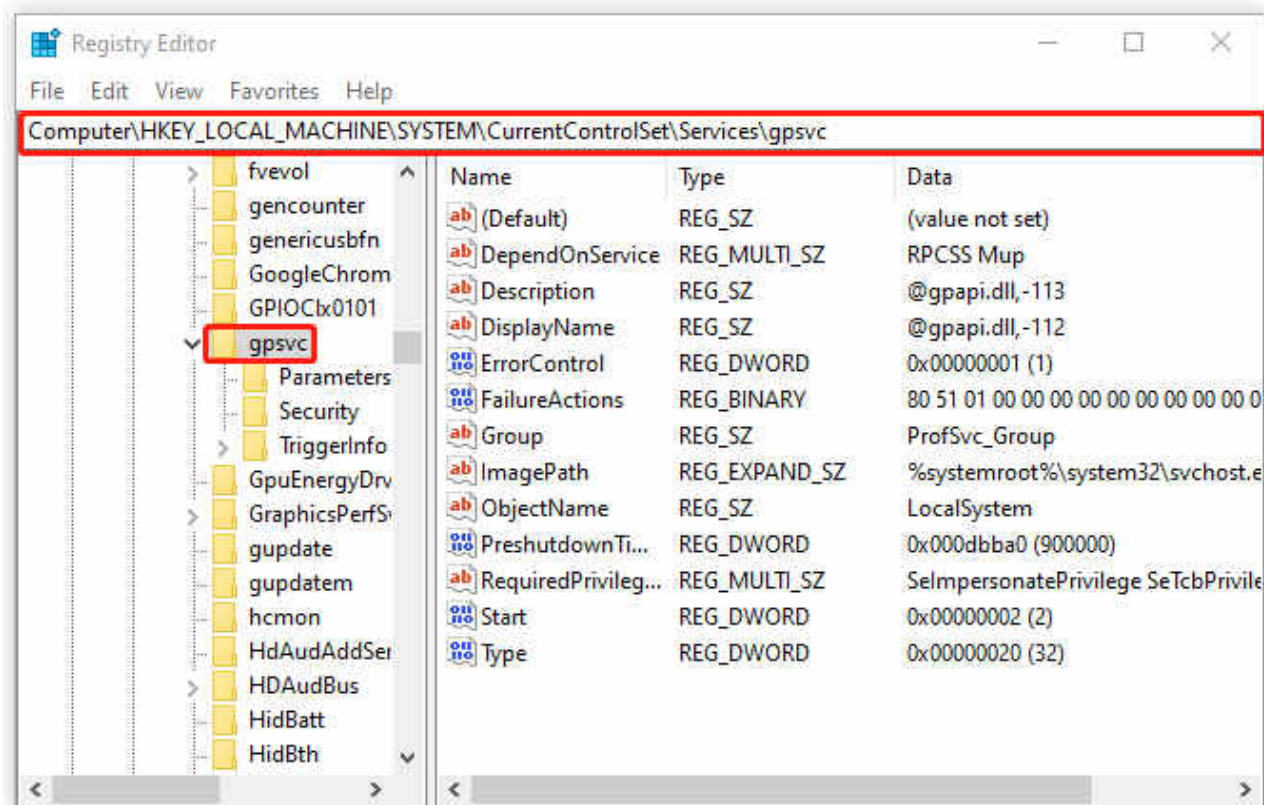 Registry Editor
File Edit View Favorites Help
Computer\HKEY_LOCAL_MACHINE\SYSTEM\CurrentControlSet\Services\gpsvc
fvevol
gencounter
genericusbfn
GoogleChrom
GPIOClx0101
gpsvc
Parameters
Security
TriggerInfo
GpuEnergyDrv
GraphicsPerfSv
gupdate
gupdatem
hcmon
HdAudAddSer
HDAudBus
HidBatt
HidBth
Name Type Data
(Default) REG_SZ (value not set)
DependOnService REG_MULTI_SZ RPCSS Mup
Description REG_SZ @gpapi.dll,-113
DisplayName REG_SZ @gpapi.dll,-112
ErrorControl REG_DWORD 0x00000001 (1)
FailureActions REG_BINARY 80 51 01 00 00 00 00 00 00 00 00 00 0
Group REG_SZ ProfSvc_Group
ImagePath REG_EXPAND_SZ %systemroot%\system32\svchost.e
ObjectName REG_SZ LocalSystem
PreshutdownTi... REG_DWORD 0x000dbba0 (900000)
RequiredPrivileg... REG_MULTI_SZ SeImpersonatePrivilege SeTcbPrivile
Start REG_DWORD 0x00000002 (2)
Type REG_DWORD 0x00000020 (32)